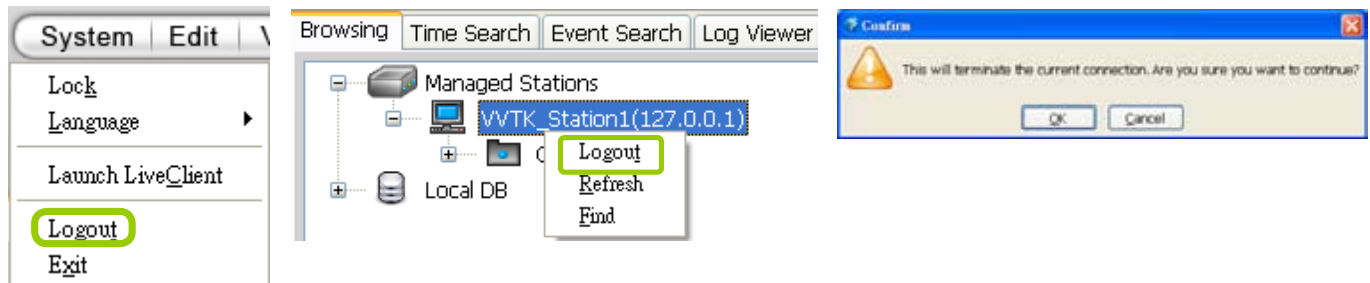 System Edit
Lock
Language
Launch LiveClient
Logout
Exit
Browsing Time Search Event Search Log Viewer
Managed Stations
VVTK_Station1(127.0.0.1)
Logout
Local DB
Refresh
Find
Confirm
This will terminate the current connection. Are you sure you want to continue?
OK Cancel